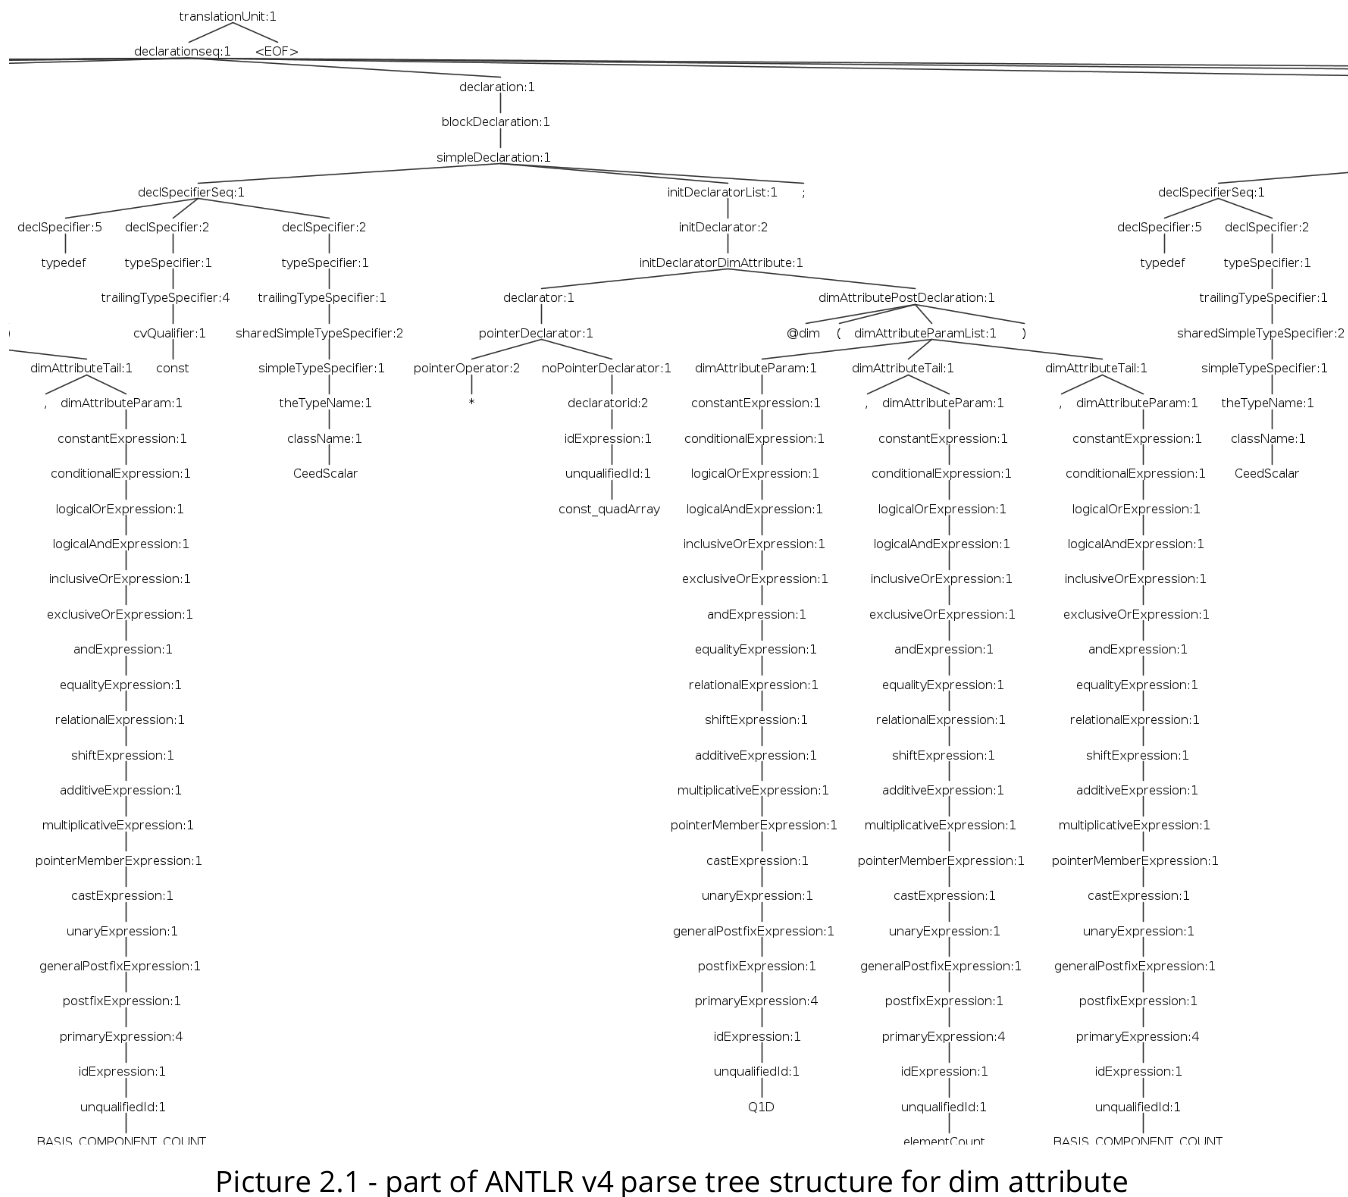 translationUnit:1
declarationseq:1 <EOF>
declaration:1
blockDeclaration:1
simpleDeclaration:1
declSpecifierSeq:1 initDeclaratorList:1 ; declSpecifierSeq:1
declSpecifier:5 declSpecifier:2 declSpecifier:2 initDeclarator:2 declSpecifier:5 declSpecifier:2
typedef typeSpecifier:1 typeSpecifier:1 initDeclaratorDimAttribute:1 typedef typeSpecifier:1
trailingTypeSpecifier:4 trailingTypeSpecifier:1 declarator:1 dimAttributePostDeclaration:1 trailingTypeSpecifier:1
) cvQualifier:1 sharedSimpleTypeSpecifier:2 pointerDeclarator:1 @dim ( dimAttributeParamList:1 ) sharedSimpleTypeSpecifier:2
dimAttributeTail:1 const simpleTypeSpecifier:1 pointerOperator:2 noPointerDeclarator:1 dimAttributeParam:1 dimAttributeTail:1 dimAttributeTail:1 simpleTypeSpecifier:1
, dimAttributeParam:1 theTypeName:1 * declaratorid:2 constantExpression:1 , dimAttributeParam:1 , dimAttributeParam:1 theTypeName:1
constantExpression:1 className:1 idExpression:1 conditionalExpression:1 constantExpression:1 constantExpression:1 className:1
conditionalExpression:1 CeedScalar unqualifiedId:1 logicalOrExpression:1 conditionalExpression:1 conditionalExpression:1 CeedScalar
logicalOrExpression:1 const_quadArray logicalAndExpression:1 logicalOrExpression:1 logicalOrExpression:1
logicalAndExpression:1 inclusiveOrExpression:1 logicalAndExpression:1 logicalAndExpression:1
inclusiveOrExpression:1 exclusiveOrExpression:1 inclusiveOrExpression:1 inclusiveOrExpression:1
exclusiveOrExpression:1 andExpression:1 exclusiveOrExpression:1 exclusiveOrExpression:1
andExpression:1 equalityExpression:1 andExpression:1 andExpression:1
equalityExpression:1 relationalExpression:1 equalityExpression:1 equalityExpression:1
relationalExpression:1 shiftExpression:1 relationalExpression:1 relationalExpression:1
shiftExpression:1 additiveExpression:1 shiftExpression:1 shiftExpression:1
additiveExpression:1 multiplicativeExpression:1 additiveExpression:1 additiveExpression:1
multiplicativeExpression:1 pointerMemberExpression:1 multiplicativeExpression:1 multiplicativeExpression:1
pointerMemberExpression:1 castExpression:1 pointerMemberExpression:1 pointerMemberExpression:1
castExpression:1 unaryExpression:1 castExpression:1 castExpression:1
unaryExpression:1 generalPostfixExpression:1 unaryExpression:1 unaryExpression:1
generalPostfixExpression:1 postfixExpression:1 generalPostfixExpression:1 generalPostfixExpression:1
postfixExpression:1 primaryExpression:4 postfixExpression:1 postfixExpression:1
primaryExpression:4 idExpression:1 primaryExpression:4 primaryExpression:4
idExpression:1 unqualifiedId:1 idExpression:1 idExpression:1
unqualifiedId:1 Q1D unqualifiedId:1 unqualifiedId:1
BASIS_COMPONENT_COUNT elementCount BASIS_COMPONENT_COUNT
Picture 2.1 - part of ANTLR v4 parse tree structure for dim attribute